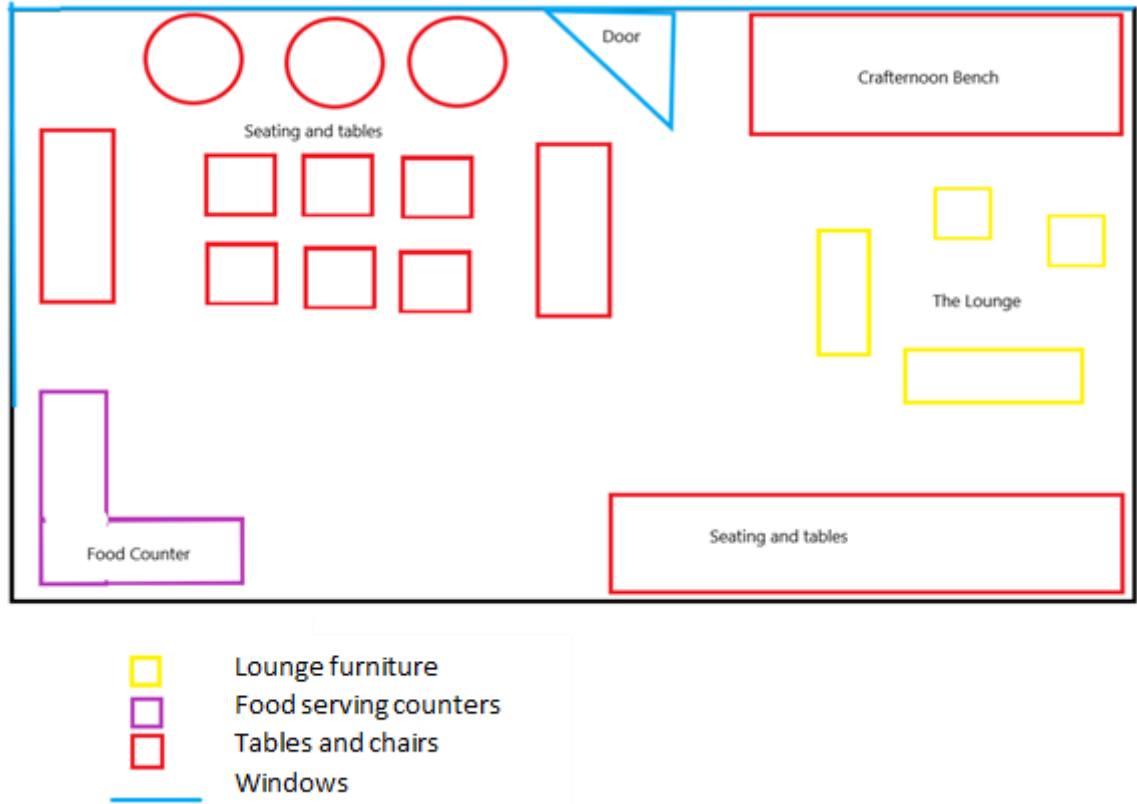 Door
Crafternoon Bench
Seating and tables
The Lounge
Seating and tables
Food Counter
Lounge furniture
Food serving counters
Tables and chairs
Windows